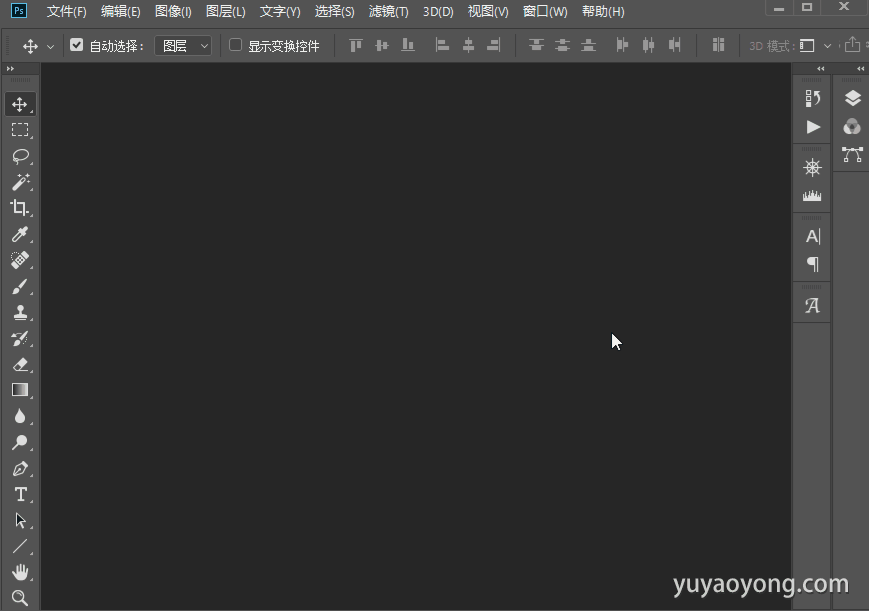 Ps 文件(F) 编辑(E) 图像(I) 图层(L) 文字(Y) 选择(S) 滤镜(T) 3D(D) 视图(V) 窗口(W) 帮助(H)
自动选择： 图层 显示变换控件 3D 模式：
yuyaoyong.com